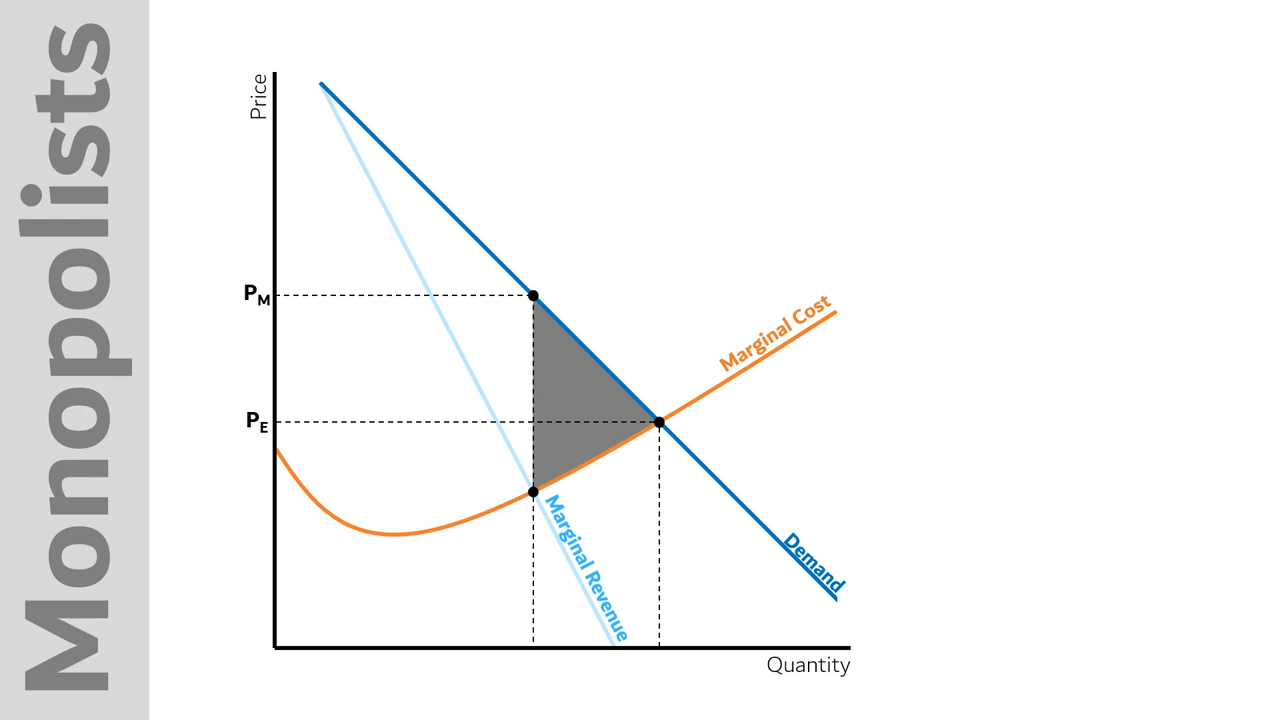 Monopolists
Price
P_M
P_E
Marginal Cost
Marginal Revenue
Demand
Quantity